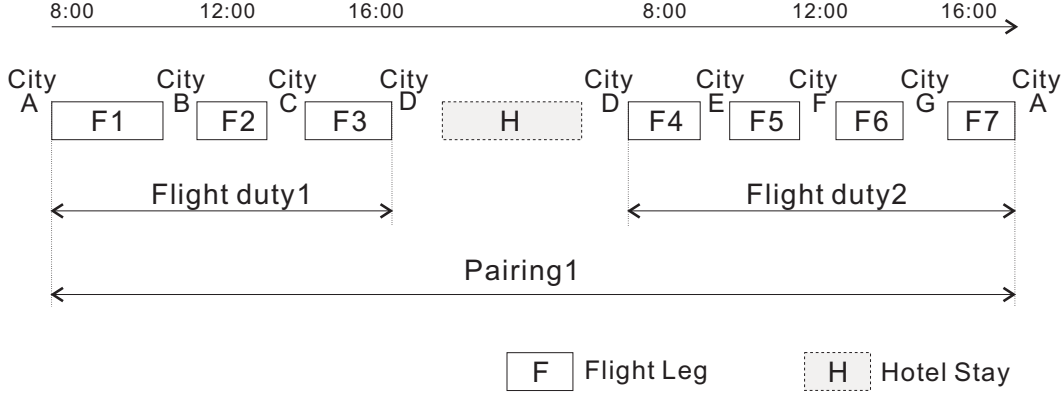 8:00 12:00 16:00 8:00 12:00 16:00
City A City B City C City D City D City E City F City G City A
F1 F2 F3 H F4 F5 F6 F7
Flight duty1 Flight duty2
Pairing1
F Flight Leg H Hotel Stay